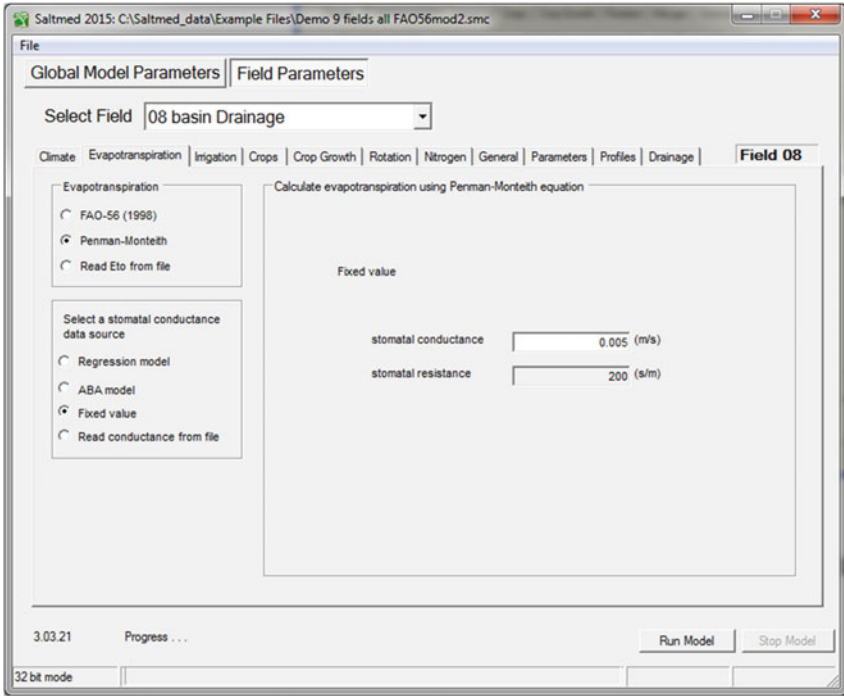 Saltmed 2015: C:\Saltmed_data\Example Files\Demo 9 fields all FAO56mod2.smc
File
Global Model Parameters Field Parameters
Select Field 08 basin Drainage
Climate Evapotranspiration Irrigation Crops Crop Growth Rotation Nitrogen General Parameters Profiles Drainage Field 08
Evapotranspiration
FAO-56 (1998)
Penman-Monteith
Read Eto from file
Select a stomatal conductance
data source
Regression model
ABA model
Fixed value
Read conductance from file
Calculate evapotranspiration using Penman-Monteith equation
Fixed value
stomatal conductance 0.005 (m/s)
stomatal resistance 200 (s/m)
3.03.21 Progress . . . Run Model Stop Model
32 bit mode